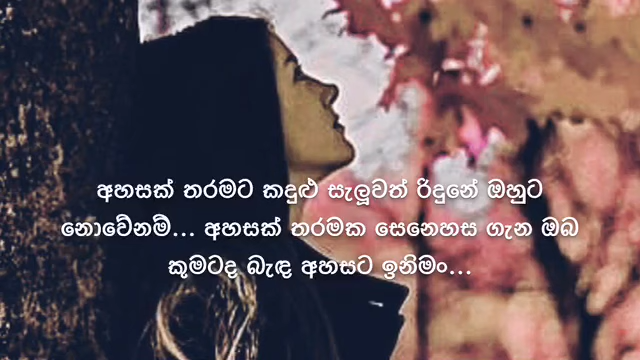 අහසක් තරමට කඳුළු සැලූවත් රිදුනේ ඔහුට
නොවේනම්... අහසක් තරමක සෙනෙහස ගැන ඔබ
කුමටද බැඳ අහසට ඉනිමං...